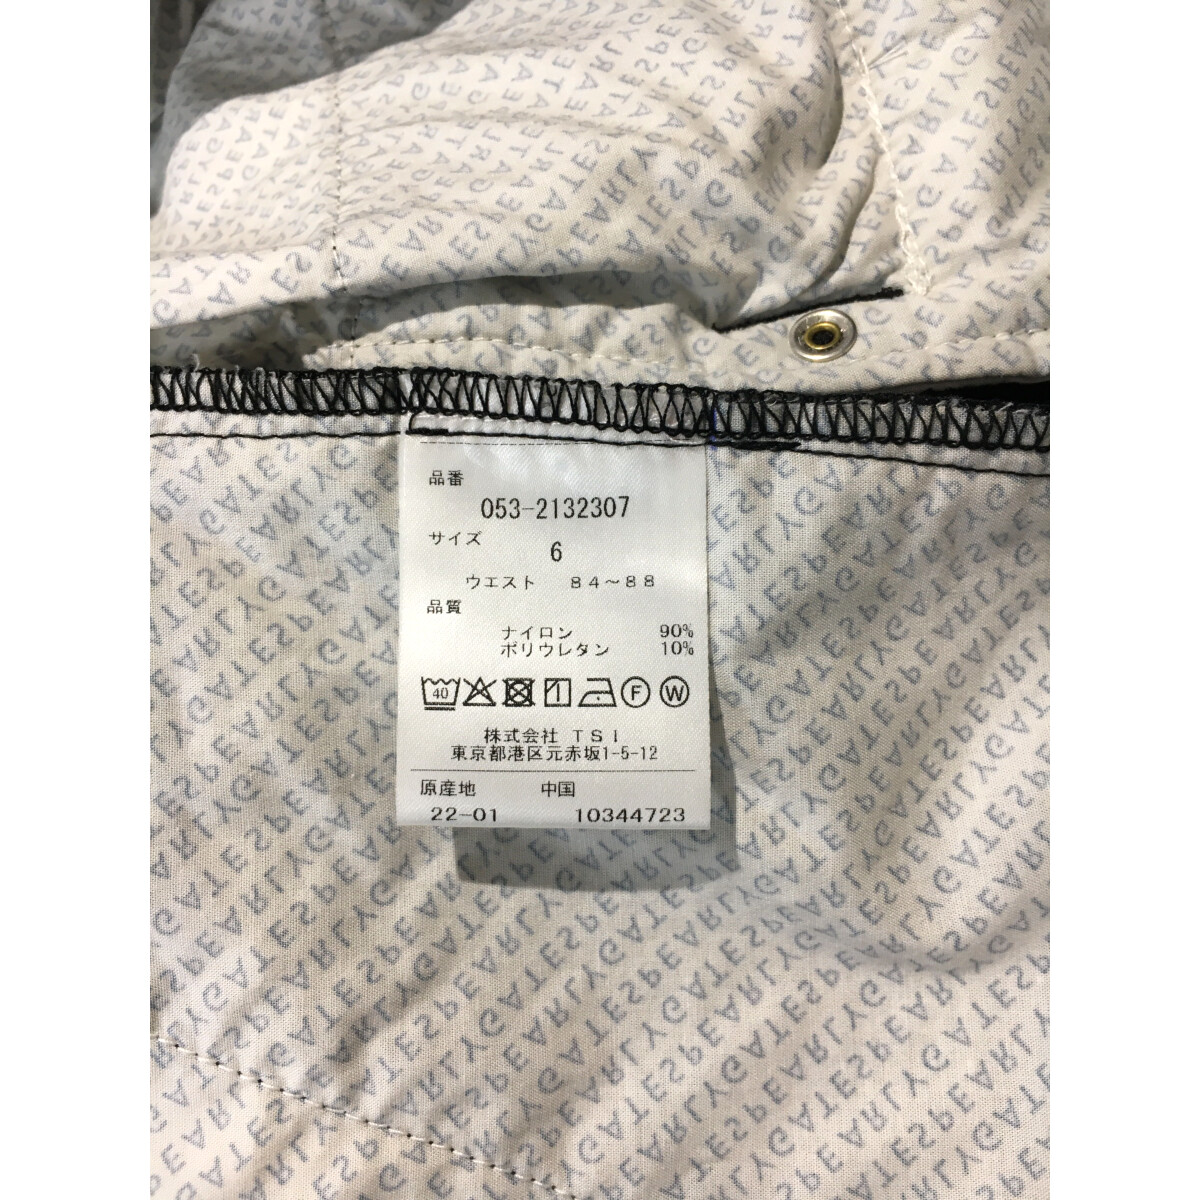 品番
053-2132307
サイズ
6
ウエスト 84~88
品質
ナイロン 90%
ポリウレタン 10%
40 F W
株式会社 TSI
東京都港区元赤坂1-5-12
原産地 中国
22-01 10344723
PEARLYGATES